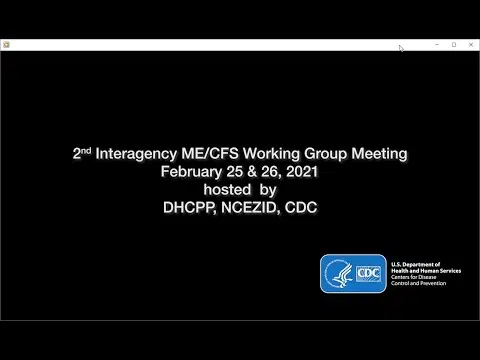 2nd Interagency ME/CFS Working Group Meeting
February 25 & 26, 2021
hosted by
DHCPP, NCEZID, CDC
CDC
U.S. Department of
Health and Human Services
Centers for Disease
Control and Prevention